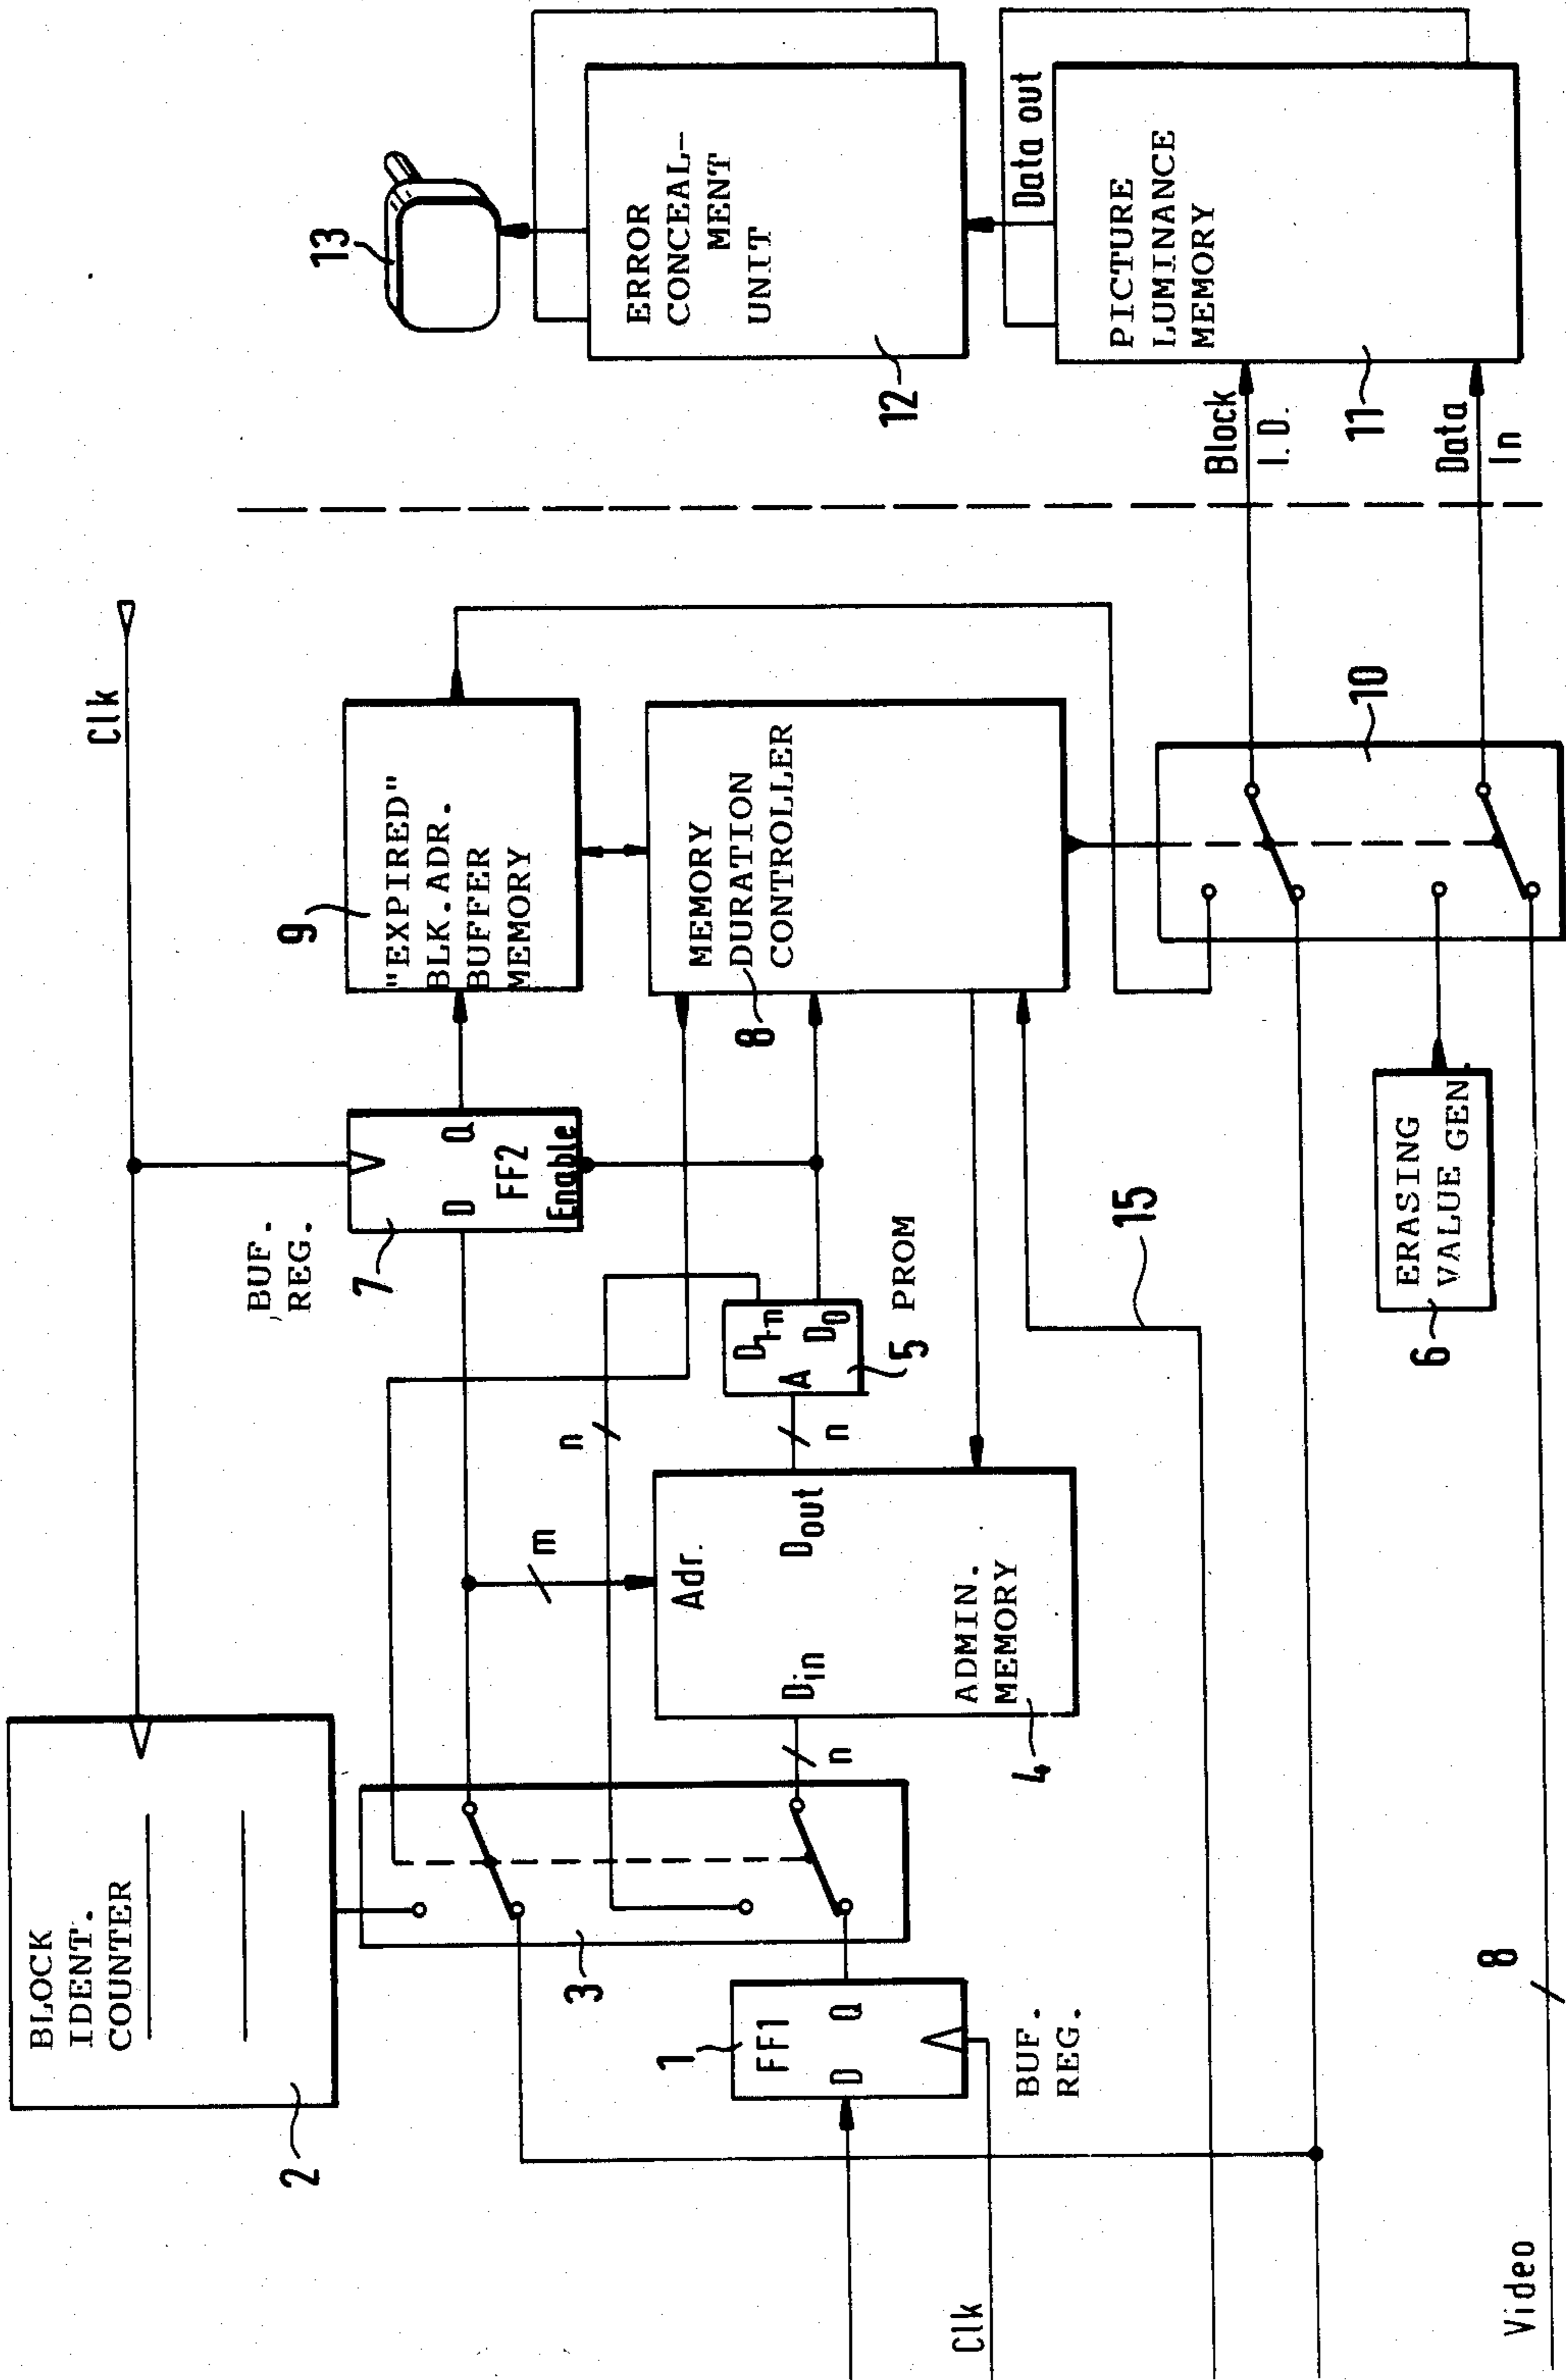 BLOCK
IDENT.
COUNTER
2
Clk
BUF.
REG.
7
D
Q
FF2
Enable
9
"EXPIRED"
BLK.ADR.
BUFFER
MEMORY
13
ERROR
CONCEAL-
MENT
UNIT
12
3
1
FF1
D
Q
BUF.
REG.
Clk
n
m
Adr.
Din
Dout
ADMIN.
MEMORY
4
n
n
D1-n
A
D0
5
PROM
8
MEMORY
DURATION
CONTROLLER
15
6
ERASING
VALUE GEN.
10
Block
I.D.
Data
In
Data out
PICTURE
LUMINANCE
MEMORY
11
Video
8